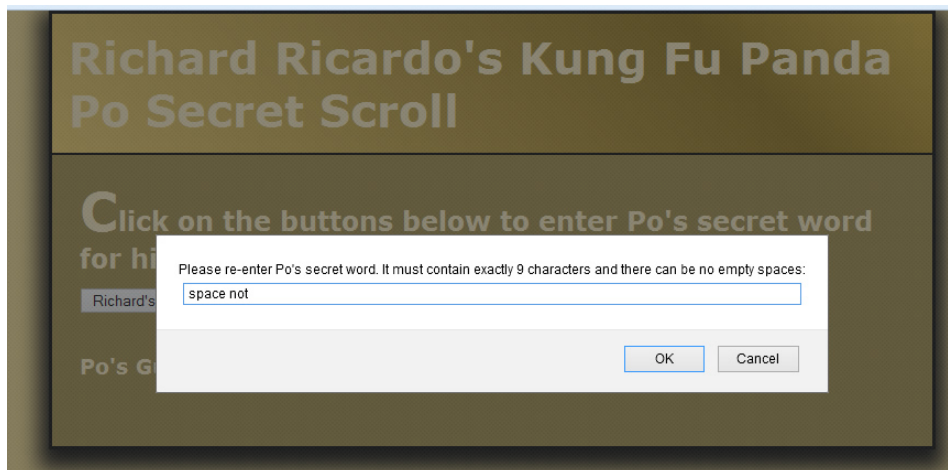 Richard Ricardo's Kung Fu Panda
Po Secret Scroll
Click on the buttons below to enter Po's secret word
for hi
Please re-enter Po's secret word. It must contain exactly 9 characters and there can be no empty spaces:
space not
Richard's
OK Cancel
Po's G